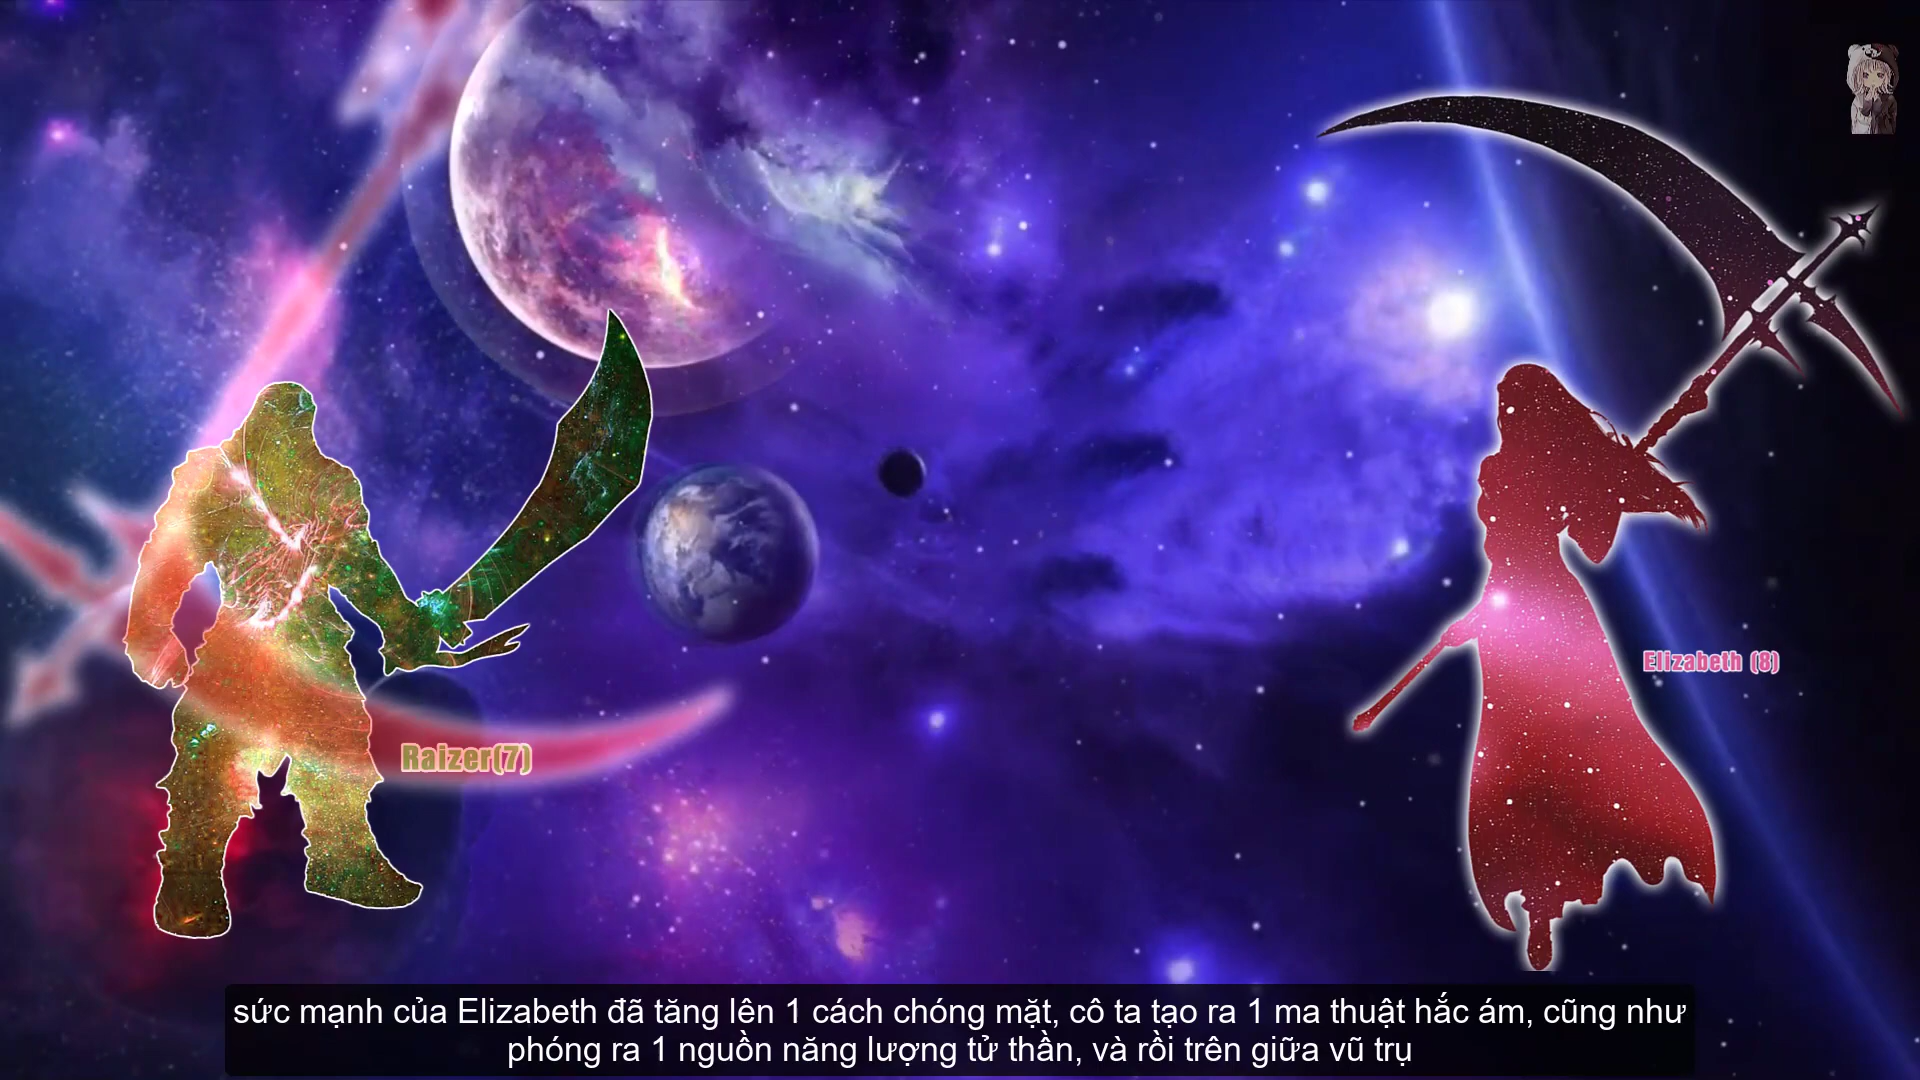 Elizabeth (8)
Raizer(7)
sức mạnh của Elizabeth đã tăng lên 1 cách chóng mặt, cô ta tạo ra 1 ma thuật hắc ám, cũng như
phóng ra 1 nguồn năng lượng tử thần, và rồi trên giữa vũ trụ